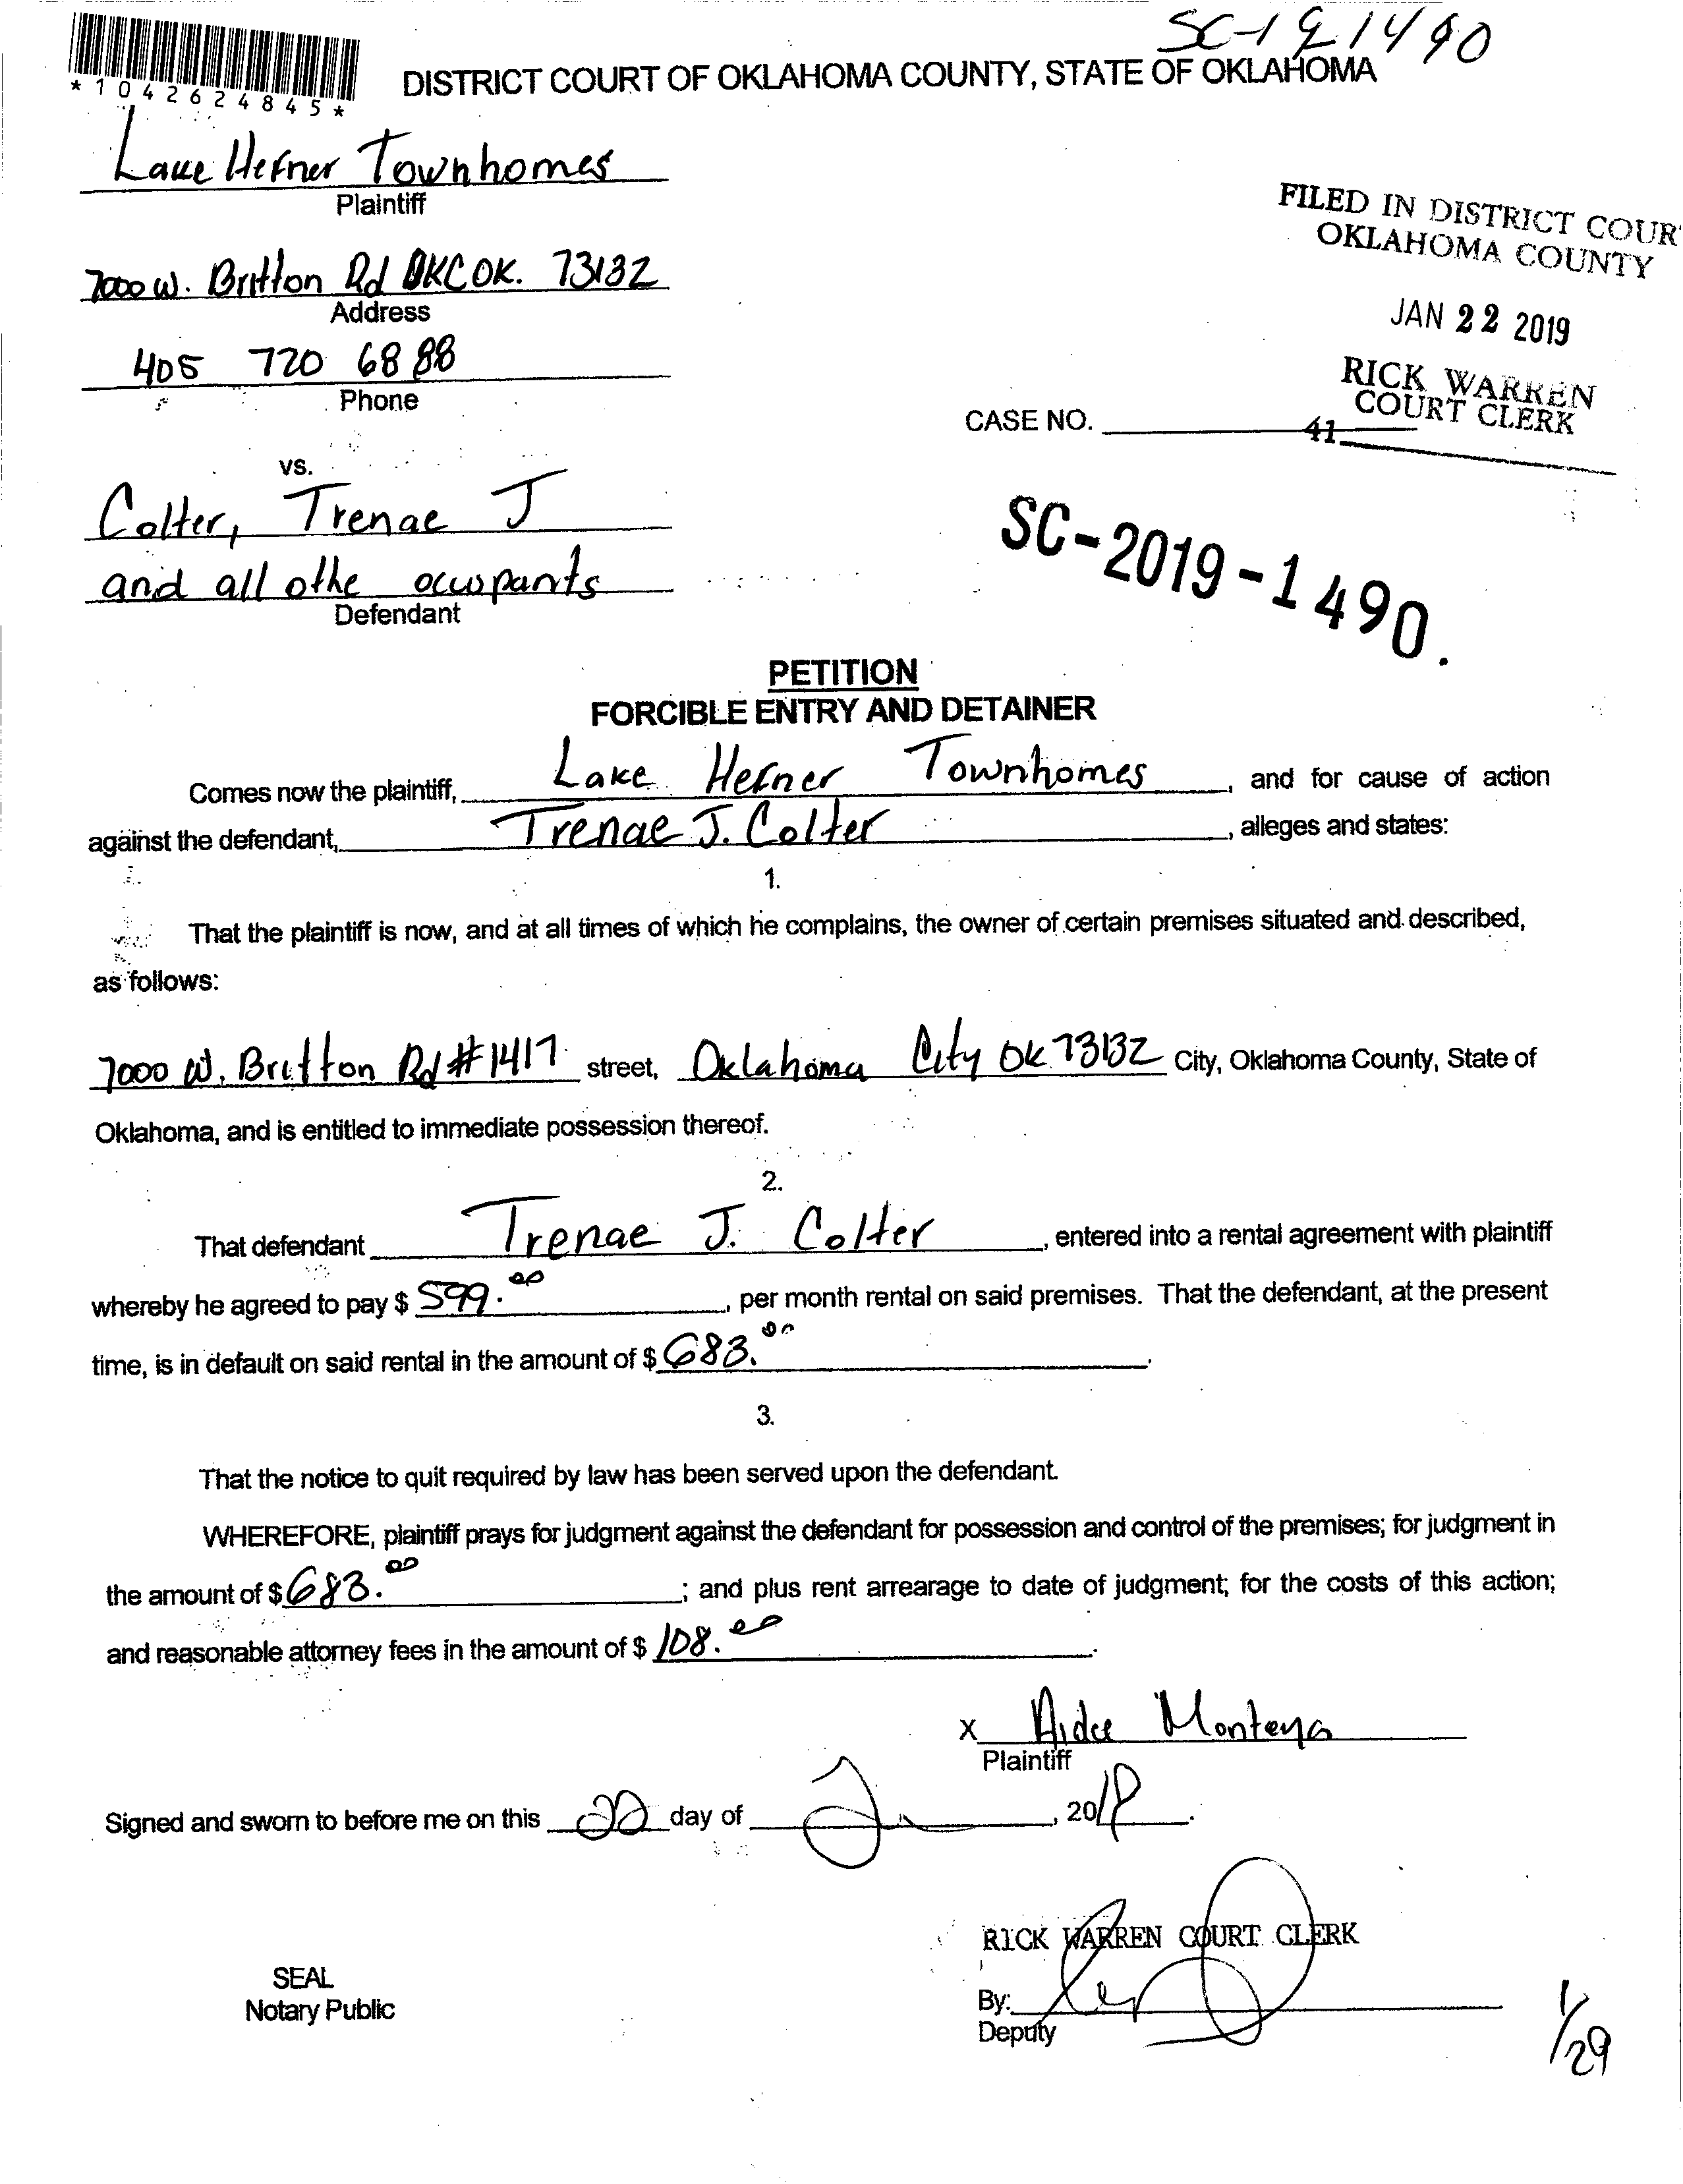 SC-19 1490
*1042624845*
DISTRICT COURT OF OKLAHOMA COUNTY, STATE OF OKLAHOMA
Lake Hefner Townhomes
Plaintiff
7000 W. Britton Rd OKC OK. 73132
Address
405 720 6888
Phone
FILED IN DISTRICT COUR
OKLAHOMA COUNTY
JAN 22 2019
RICK WARREN
COURT CLERK
CASE NO.
41
vs.
Colter, Trenae J
and all othe occupants
Defendant
SC-2019-1490.
PETITION
FORCIBLE ENTRY AND DETAINER
Comes now the plaintiff, Lake Hefner Townhomes, and for cause of action
against the defendant, Trenae J. Colter, alleges and states:
1.
That the plaintiff is now, and at all times of which he complains, the owner of certain premises situated and described,
as follows:
7000 W. Britton Rd #1417 street, Oklahoma City OK 73132 City, Oklahoma County, State of
Oklahoma, and is entitled to immediate possession thereof.
2.
That defendant Trenae J. Colter, entered into a rental agreement with plaintiff
whereby he agreed to pay $ 599.00, per month rental on said premises. That the defendant, at the present
time, is in default on said rental in the amount of $ 683.00.
3.
That the notice to quit required by law has been served upon the defendant.
WHEREFORE, plaintiff prays for judgment against the defendant for possession and control of the premises; for judgment in
the amount of $ 683.00; and plus rent arrearage to date of judgment; for the costs of this action;
and reasonable attorney fees in the amount of $ 108.00.
X Aidee Montoya
Plaintiff
Signed and sworn to before me on this 22 day of , 20
RICK WARREN COURT CLERK
SEAL
Notary Public
By:
Deputy
1/29